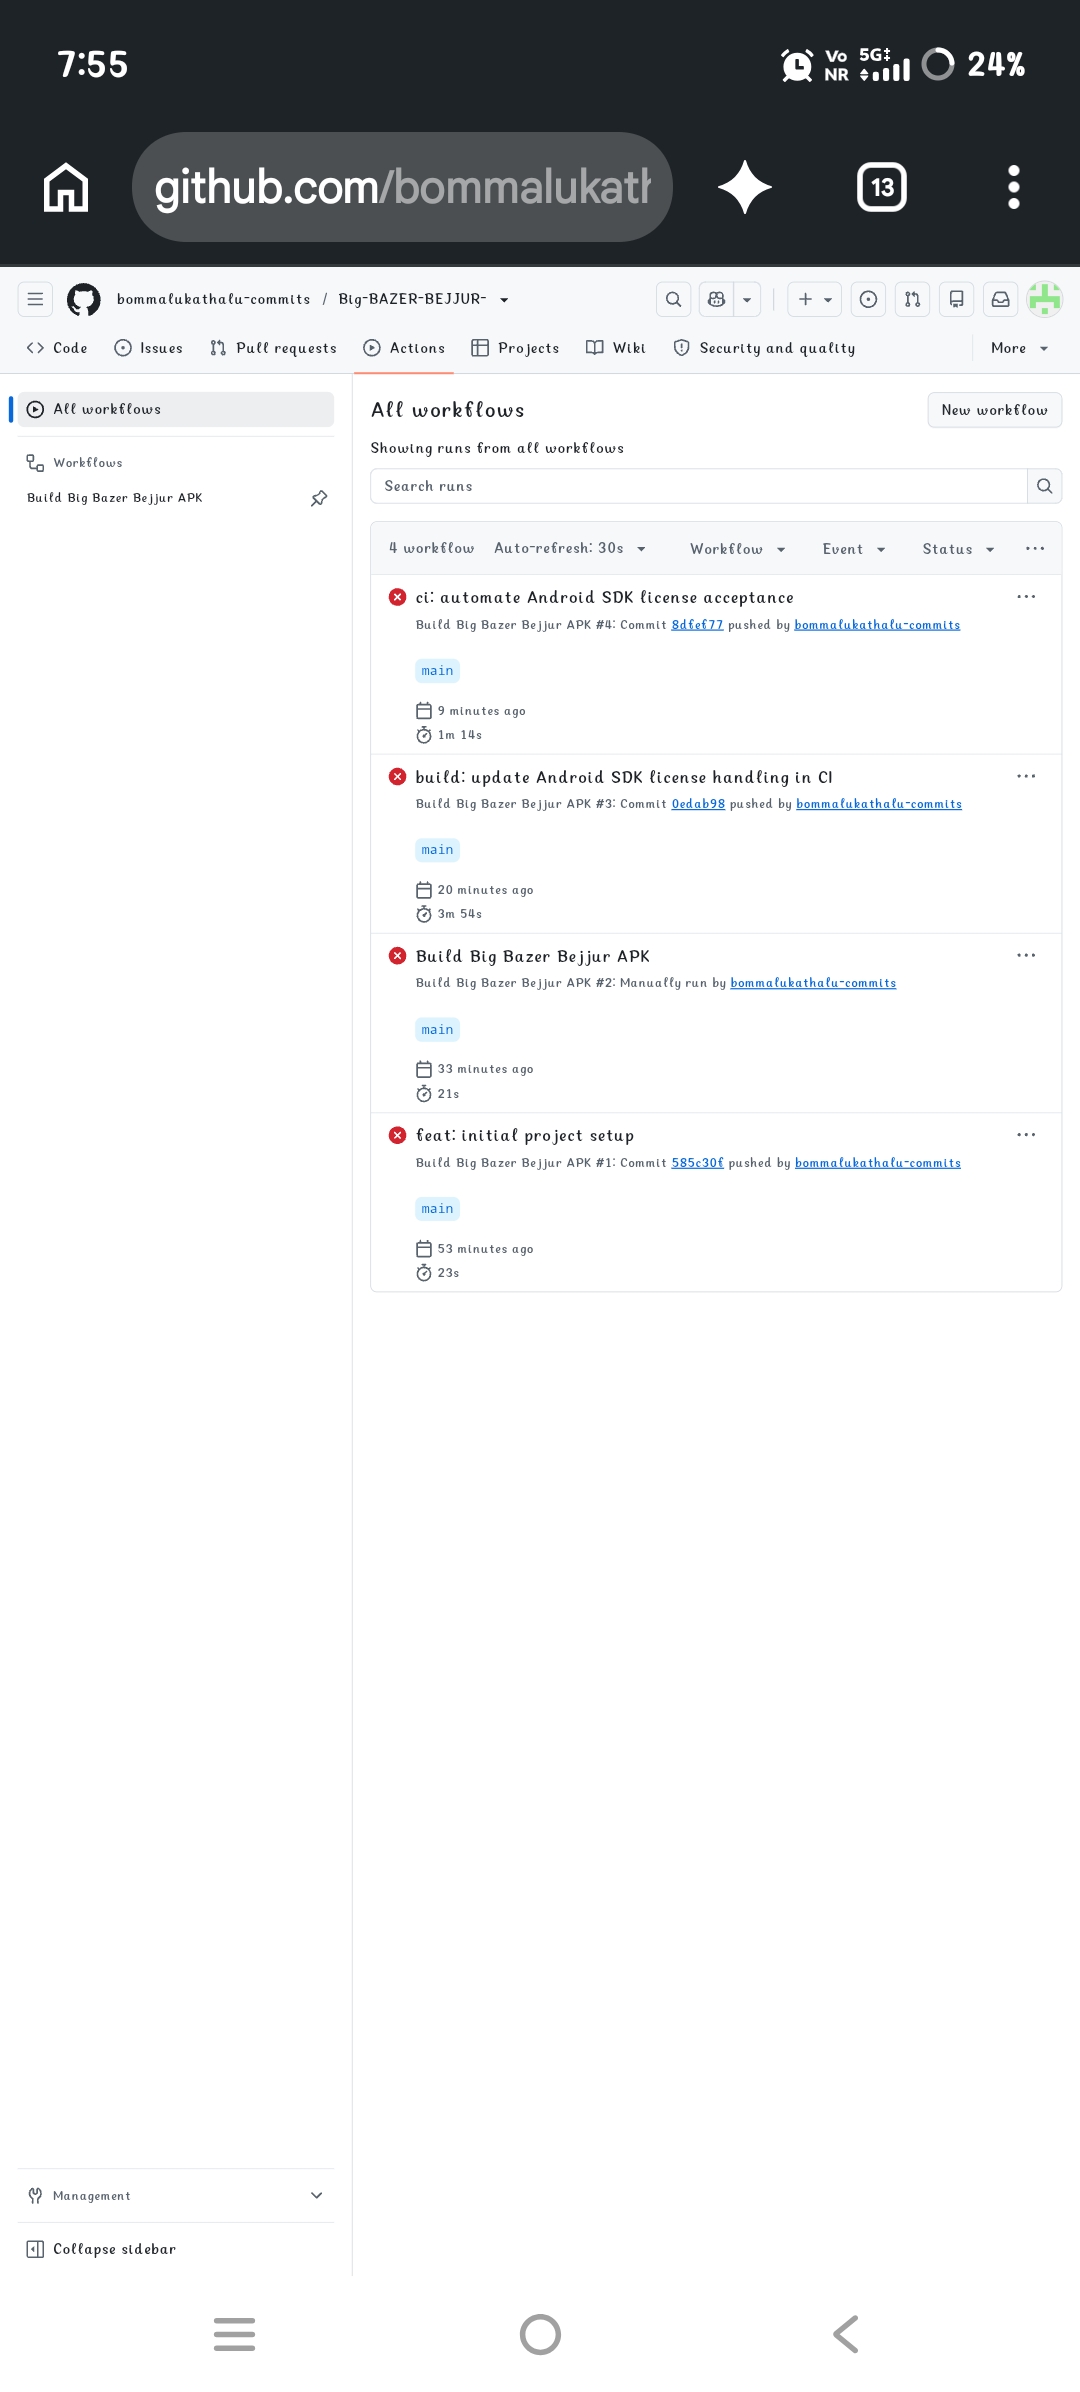 7:55
Vo NR 5G 24%
github.com/bommalukath
13
bommalukathalu-commits / Big-BAZER-BEJJUR-
Code Issues Pull requests Actions Projects Wiki Security and quality More
All workflows
Workflows
Build Big Bazer Bejjur APK
All workflows
New workflow
Showing runs from all workflows
Search runs
4 workflow Auto-refresh: 30s Workflow Event Status
ci: automate Android SDK license acceptance
Build Big Bazer Bejjur APK #4: Commit 8dfef77 pushed by bommalukathalu-commits
main
9 minutes ago
1m 14s
build: update Android SDK license handling in CI
Build Big Bazer Bejjur APK #3: Commit 0edab98 pushed by bommalukathalu-commits
main
20 minutes ago
3m 54s
Build Big Bazer Bejjur APK
Build Big Bazer Bejjur APK #2: Manually run by bommalukathalu-commits
main
33 minutes ago
21s
feat: initial project setup
Build Big Bazer Bejjur APK #1: Commit 585c30f pushed by bommalukathalu-commits
main
53 minutes ago
23s
Management
Collapse sidebar